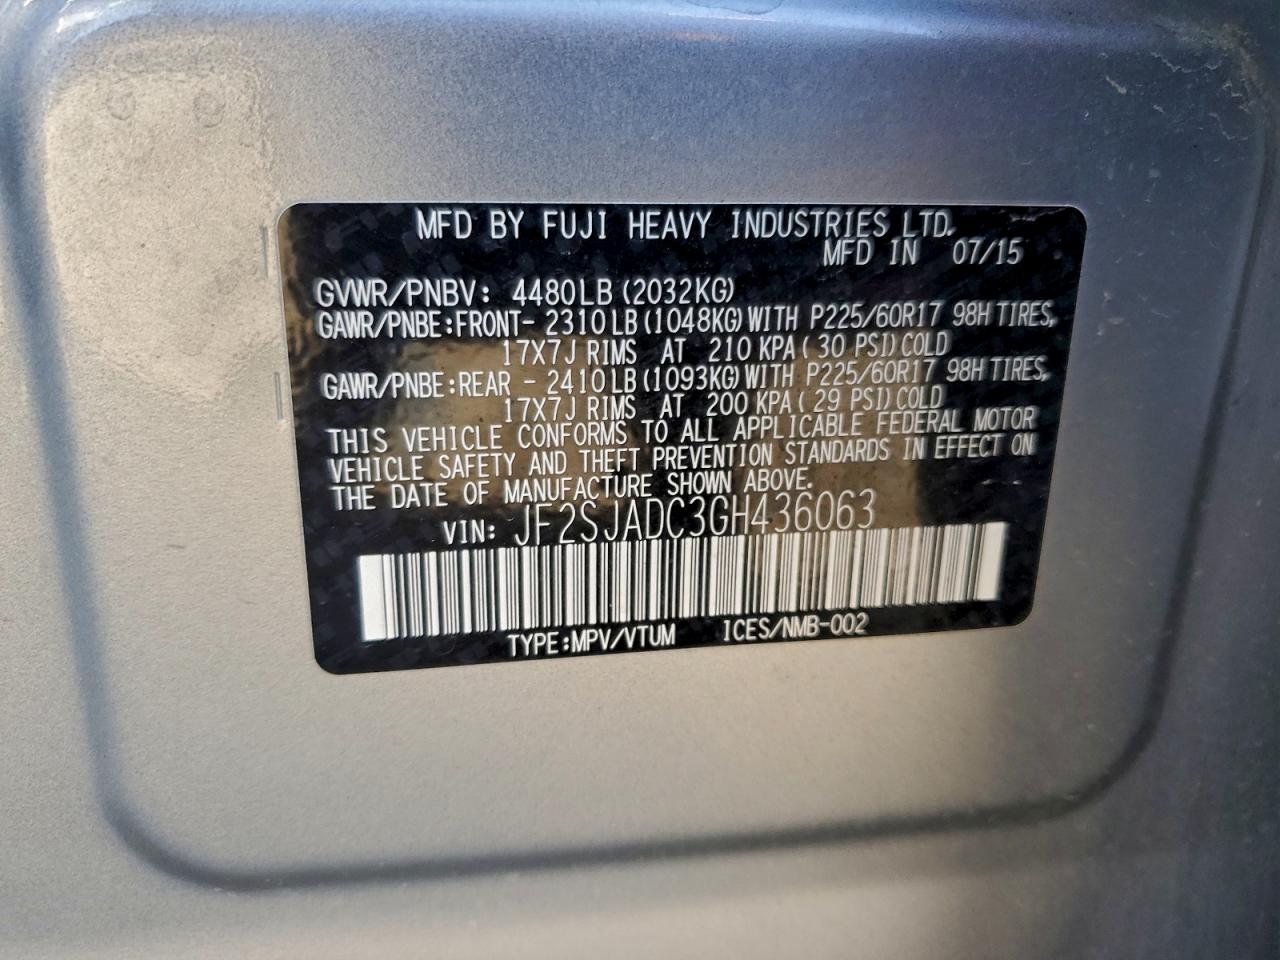 MFD BY FUJI HEAVY INDUSTRIES LTD.
MFD IN 07/15
GVWR/PNBV: 4480LB(2032KG)
GAWR/PNBE:FRONT- 2310LB(1048KG)WITH P225/60R17 98H TIRES,
17X7J RIMS AT 210 KPA(30 PSI)COLD
GAWR/PNBE:REAR - 2410LB(1093KG)WITH P225/60R17 98H TIRES,
17X7J RIMS AT 200 KPA(29 PSI)COLD
THIS VEHICLE CONFORMS TO ALL APPLICABLE FEDERAL MOTOR
VEHICLE SAFETY AND THEFT PREVENTION STANDARDS IN EFFECT ON
THE DATE OF MANUFACTURE SHOWN ABOVE.
VIN: JF2SJADC3GH436063
TYPE:MPV/VTUM ICES/NMB-002